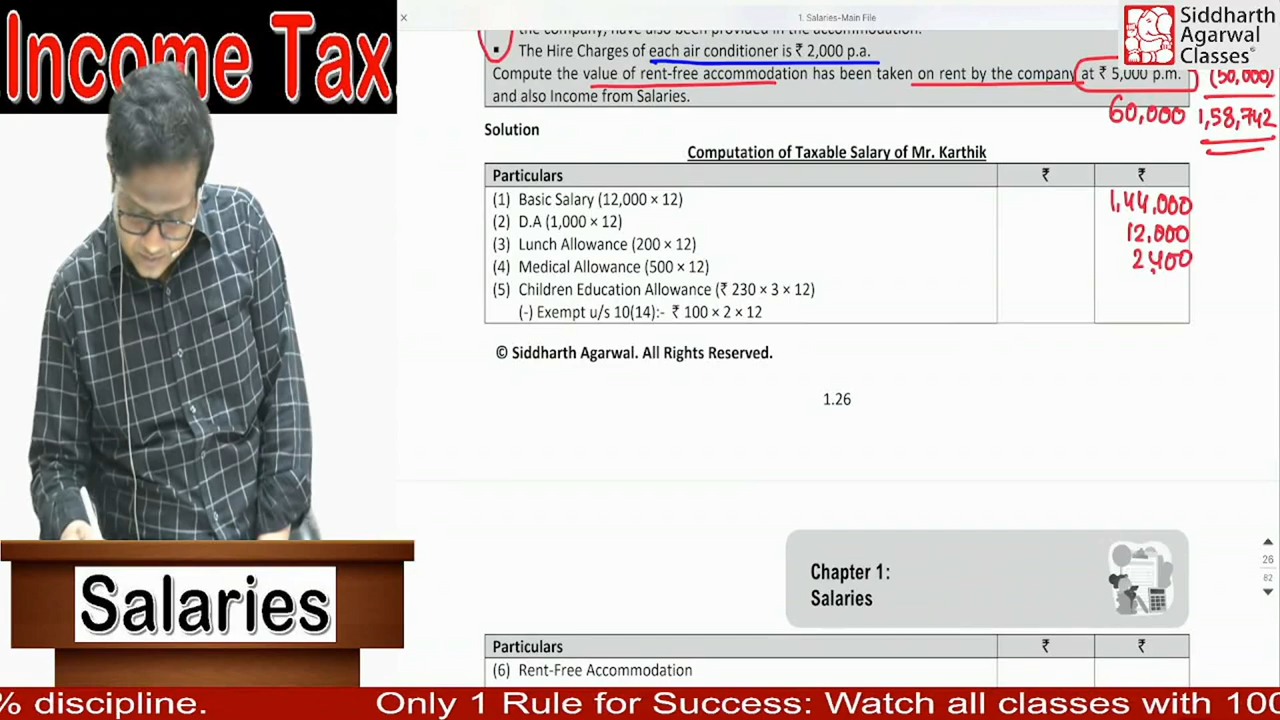 Income Tax
1. Salaries-Main File
Siddharth
Agarwal
Classes®
the company, have also been provided in the accommodation.
▪ The Hire Charges of each air conditioner is ₹ 2,000 p.a.
Compute the value of rent-free accommodation has been taken on rent by the company at ₹ 5,000 p.m.
(50,000)
and also Income from Salaries.
60,000
1,58,742
Solution
Computation of Taxable Salary of Mr. Karthik
Particulars ₹ ₹
(1) Basic Salary (12,000 × 12) 1,44,000
(2) D.A (1,000 × 12) 12,000
(3) Lunch Allowance (200 × 12) 2,400
(4) Medical Allowance (500 × 12)
(5) Children Education Allowance (₹ 230 × 3 × 12)
(-) Exempt u/s 10(14):- ₹ 100 × 2 × 12
© Siddharth Agarwal. All Rights Reserved.
1.26
26
82
Chapter 1:
Salaries
Particulars ₹ ₹
(6) Rent-Free Accommodation
Salaries
% discipline. Only 1 Rule for Success: Watch all classes with 100